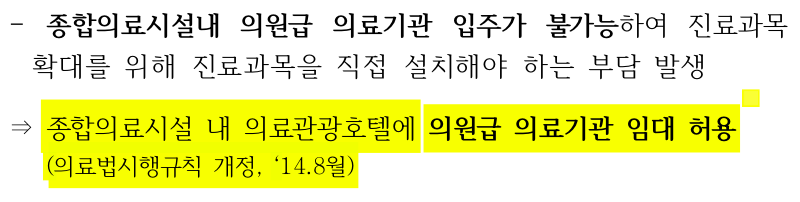 - 종합의료시설내 의원급 의료기관 입주가 불가능하여 진료과목
확대를 위해 진료과목을 직접 설치해야 하는 부담 발생
⇒ 종합의료시설 내 의료관광호텔에 의원급 의료기관 임대 허용
(의료법시행규칙 개정, ‘14.8월)